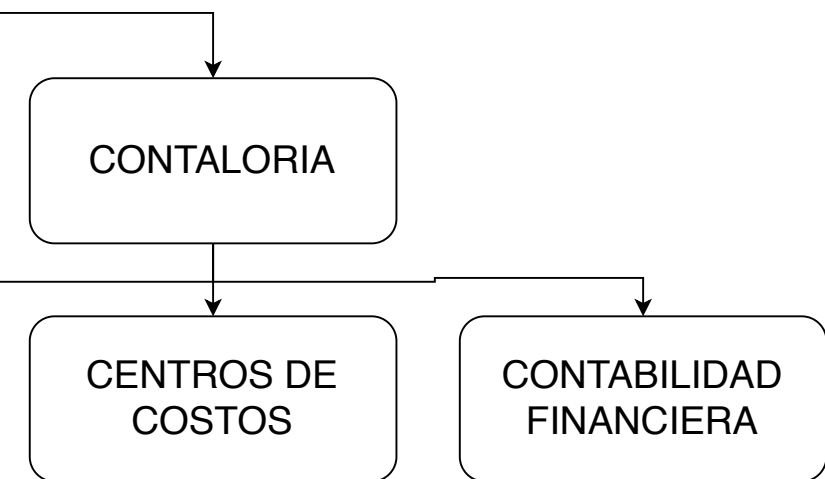 CONTALORIA
CENTROS DE
COSTOS
CONTABILIDAD
FINANCIERA